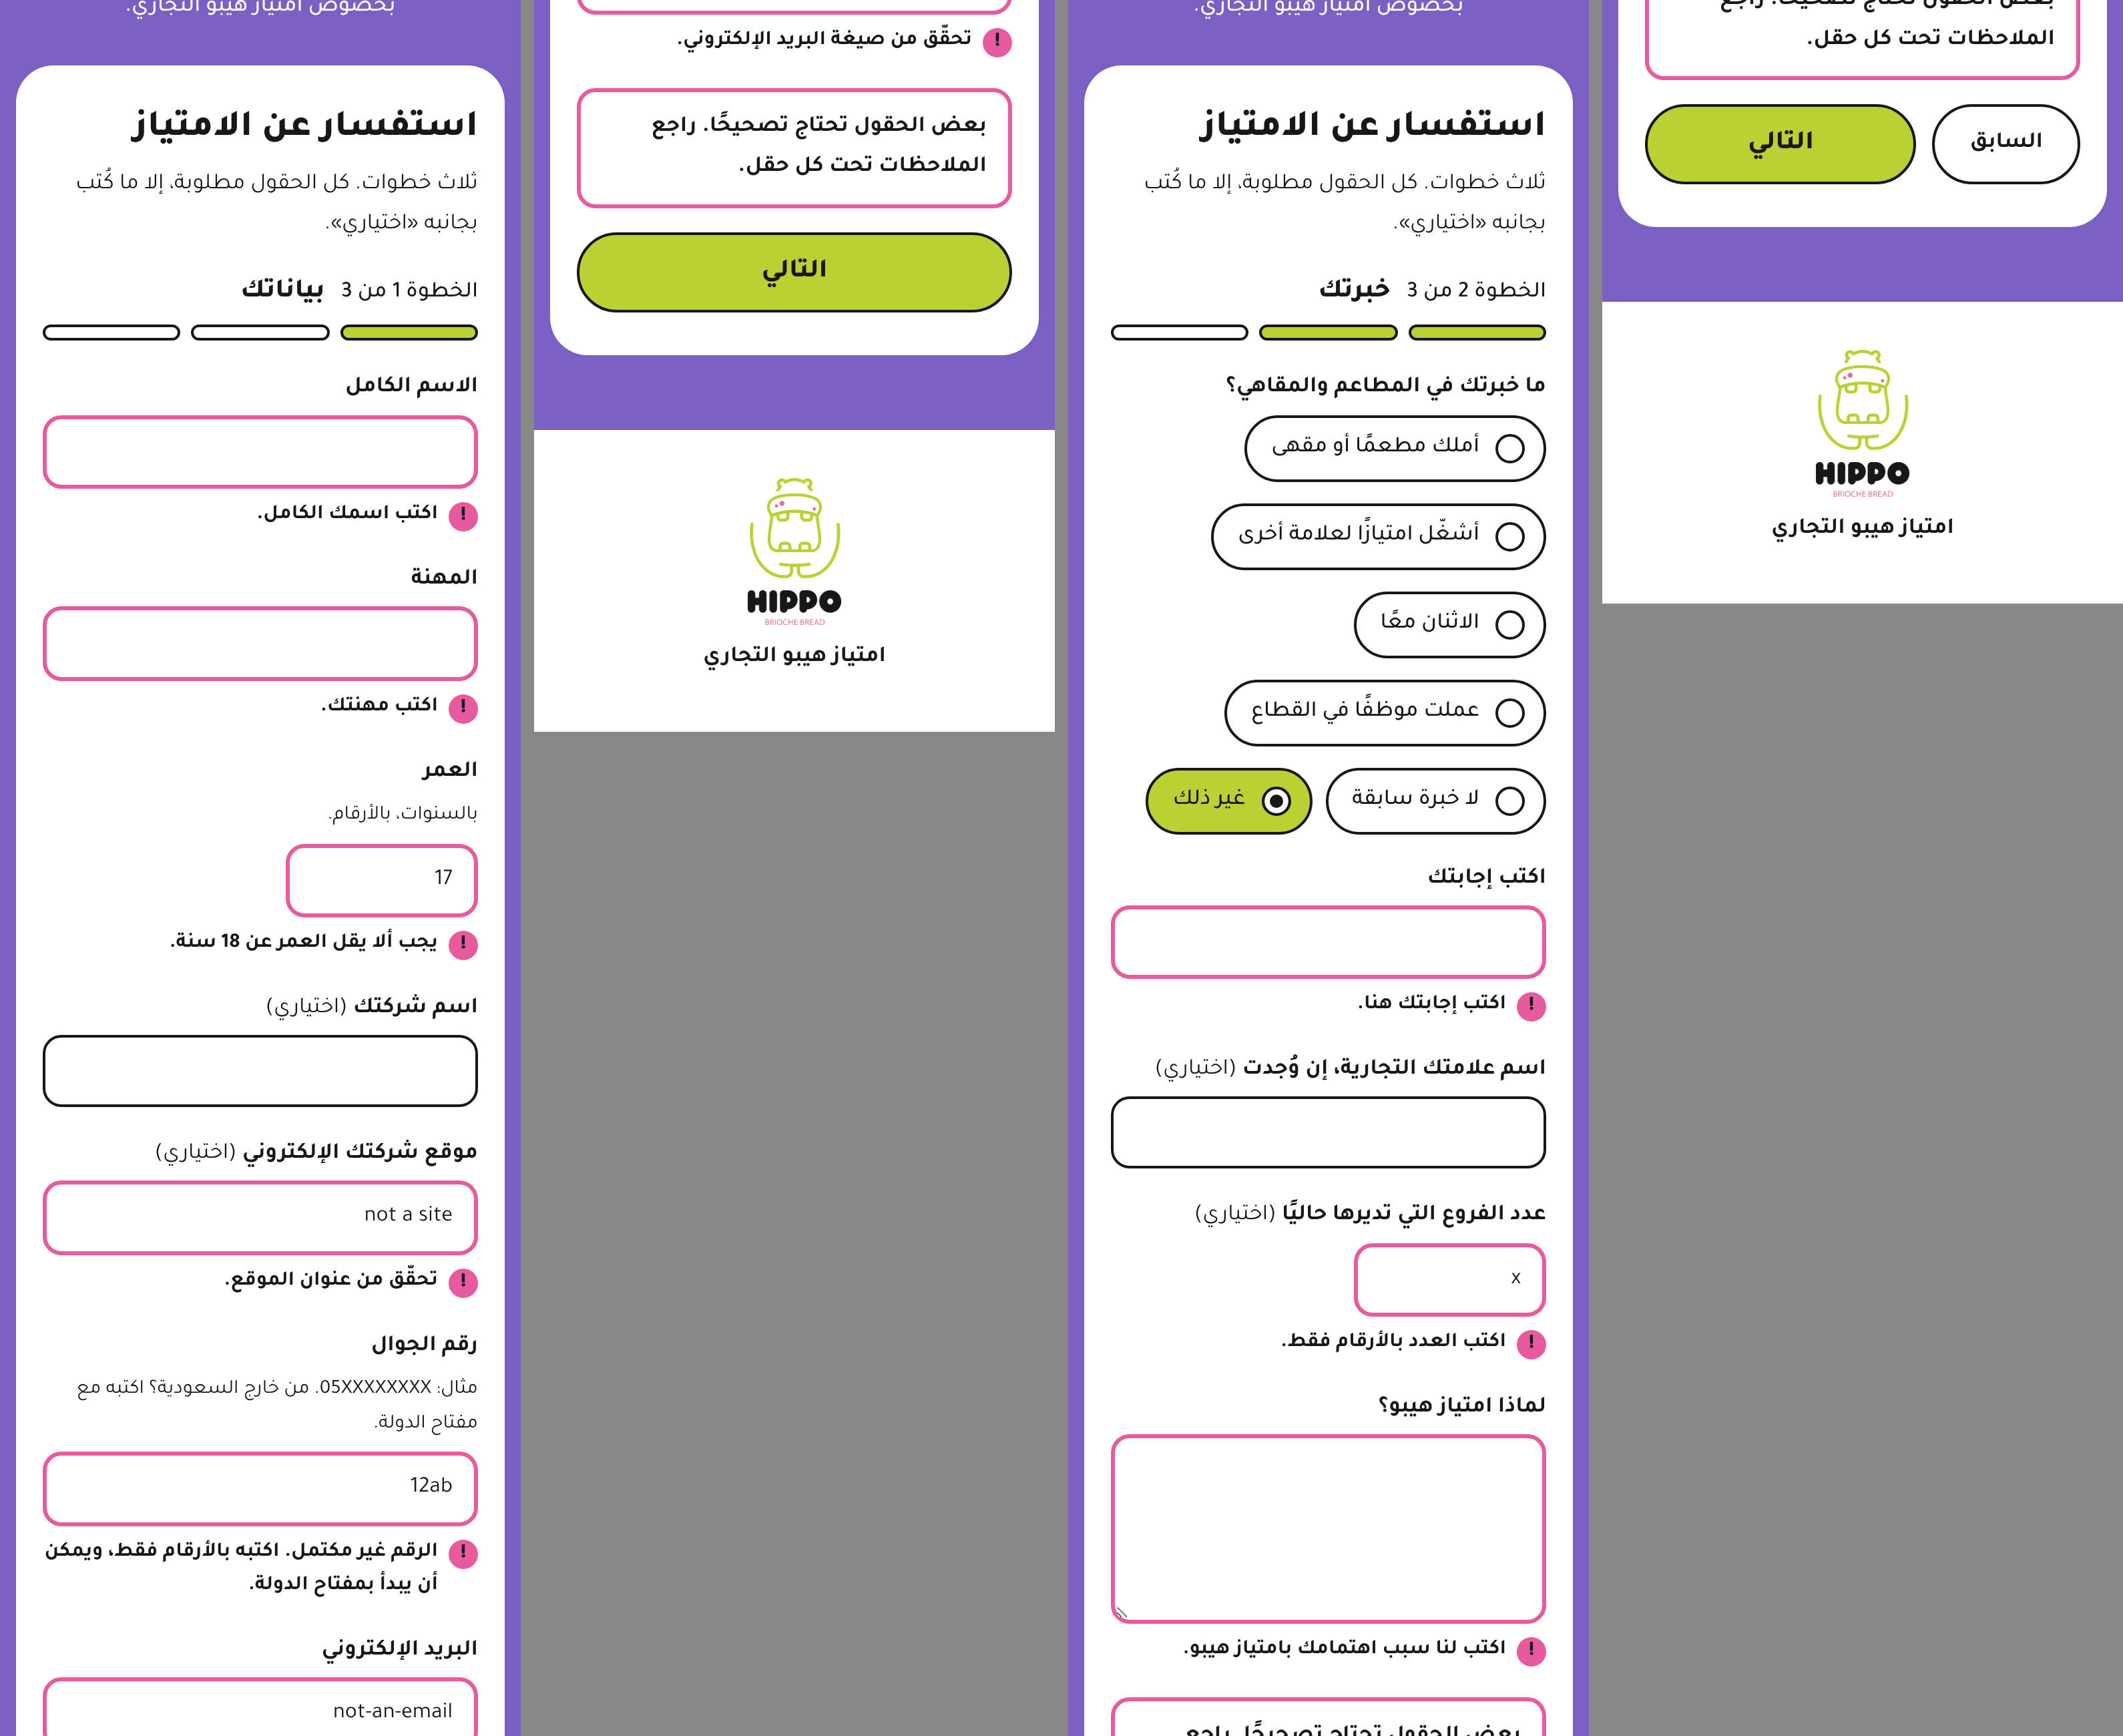 بخصوص امتياز هيبو التجاري.
استفسار عن الامتياز
ثلاث خطوات. كل الحقول مطلوبة، إلا ما كُتب
بجانبه «اختياري».
الخطوة 1 من 3 بياناتك
الاسم الكامل
! اكتب اسمك الكامل.
المهنة
! اكتب مهنتك.
العمر
بالسنوات، بالأرقام.
17
! يجب ألا يقل العمر عن 18 سنة.
اسم شركتك (اختياري)
موقع شركتك الإلكتروني (اختياري)
not a site
! تحقّق من عنوان الموقع.
رقم الجوال
مثال: 05XXXXXXXX. من خارج السعودية؟ اكتبه مع
مفتاح الدولة.
12ab
! الرقم غير مكتمل. اكتبه بالأرقام فقط، ويمكن
أن يبدأ بمفتاح الدولة.
البريد الإلكتروني
not-an-email
! تحقّق من صيغة البريد الإلكتروني.
بعض الحقول تحتاج تصحيحًا. راجع
الملاحظات تحت كل حقل.
التالي
HIPPO
BRIOCHE BREAD
امتياز هيبو التجاري
بخصوص امتياز هيبو التجاري.
استفسار عن الامتياز
ثلاث خطوات. كل الحقول مطلوبة، إلا ما كُتب
بجانبه «اختياري».
الخطوة 2 من 3 خبرتك
ما خبرتك في المطاعم والمقاهي؟
أملك مطعمًا أو مقهى
أشغّل امتيازًا لعلامة أخرى
الاثنان معًا
عملت موظفًا في القطاع
لا خبرة سابقة
غير ذلك
اكتب إجابتك
! اكتب إجابتك هنا.
اسم علامتك التجارية، إن وُجدت (اختياري)
عدد الفروع التي تديرها حاليًا (اختياري)
x
! اكتب العدد بالأرقام فقط.
لماذا امتياز هيبو؟
! اكتب لنا سبب اهتمامك بامتياز هيبو.
بعض الحقول تحتاج تصحيحًا. راجع
بعض الحقول تحتاج تصحيحًا. راجع
الملاحظات تحت كل حقل.
السابق
التالي
HIPPO
BRIOCHE BREAD
امتياز هيبو التجاري